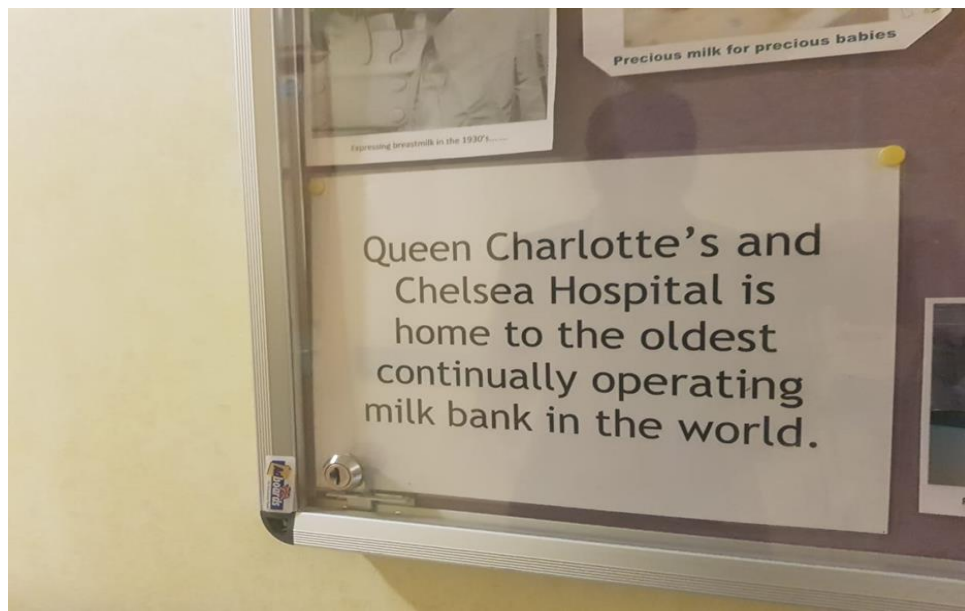 Precious milk for precious babies
Expressing breastmilk in the 1930's.......
Queen Charlotte's and
Chelsea Hospital is
home to the oldest
continually operating
milk bank in the world.